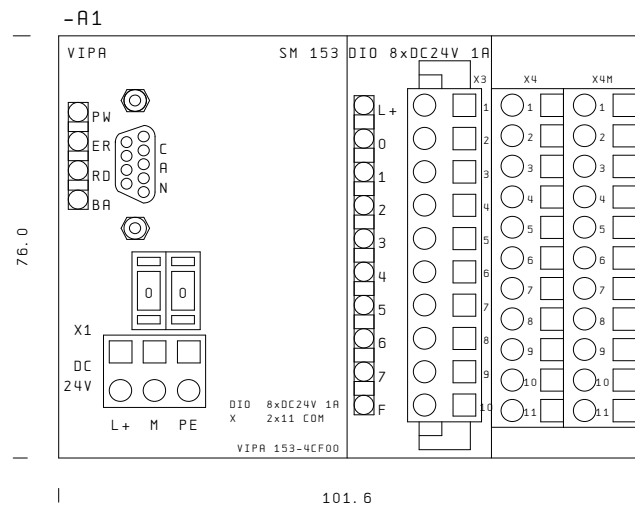 -A1
VIPA SM 153 DIO 8xDC24V 1A
X3 X4 X4M
PW
ER
RD
BA
CAN
L+
0
1
2
3
4
5
6
7
F
1
2
3
4
5
6
7
8
9
10
1
2
3
4
5
6
7
8
9
10
11
1
2
3
4
5
6
7
8
9
10
11
0 0
X1
DC
24V
L+ M PE
DIO 8xDC24V 1A
X 2x11 COM
VIPA 153-4CF00
76.0
101.6